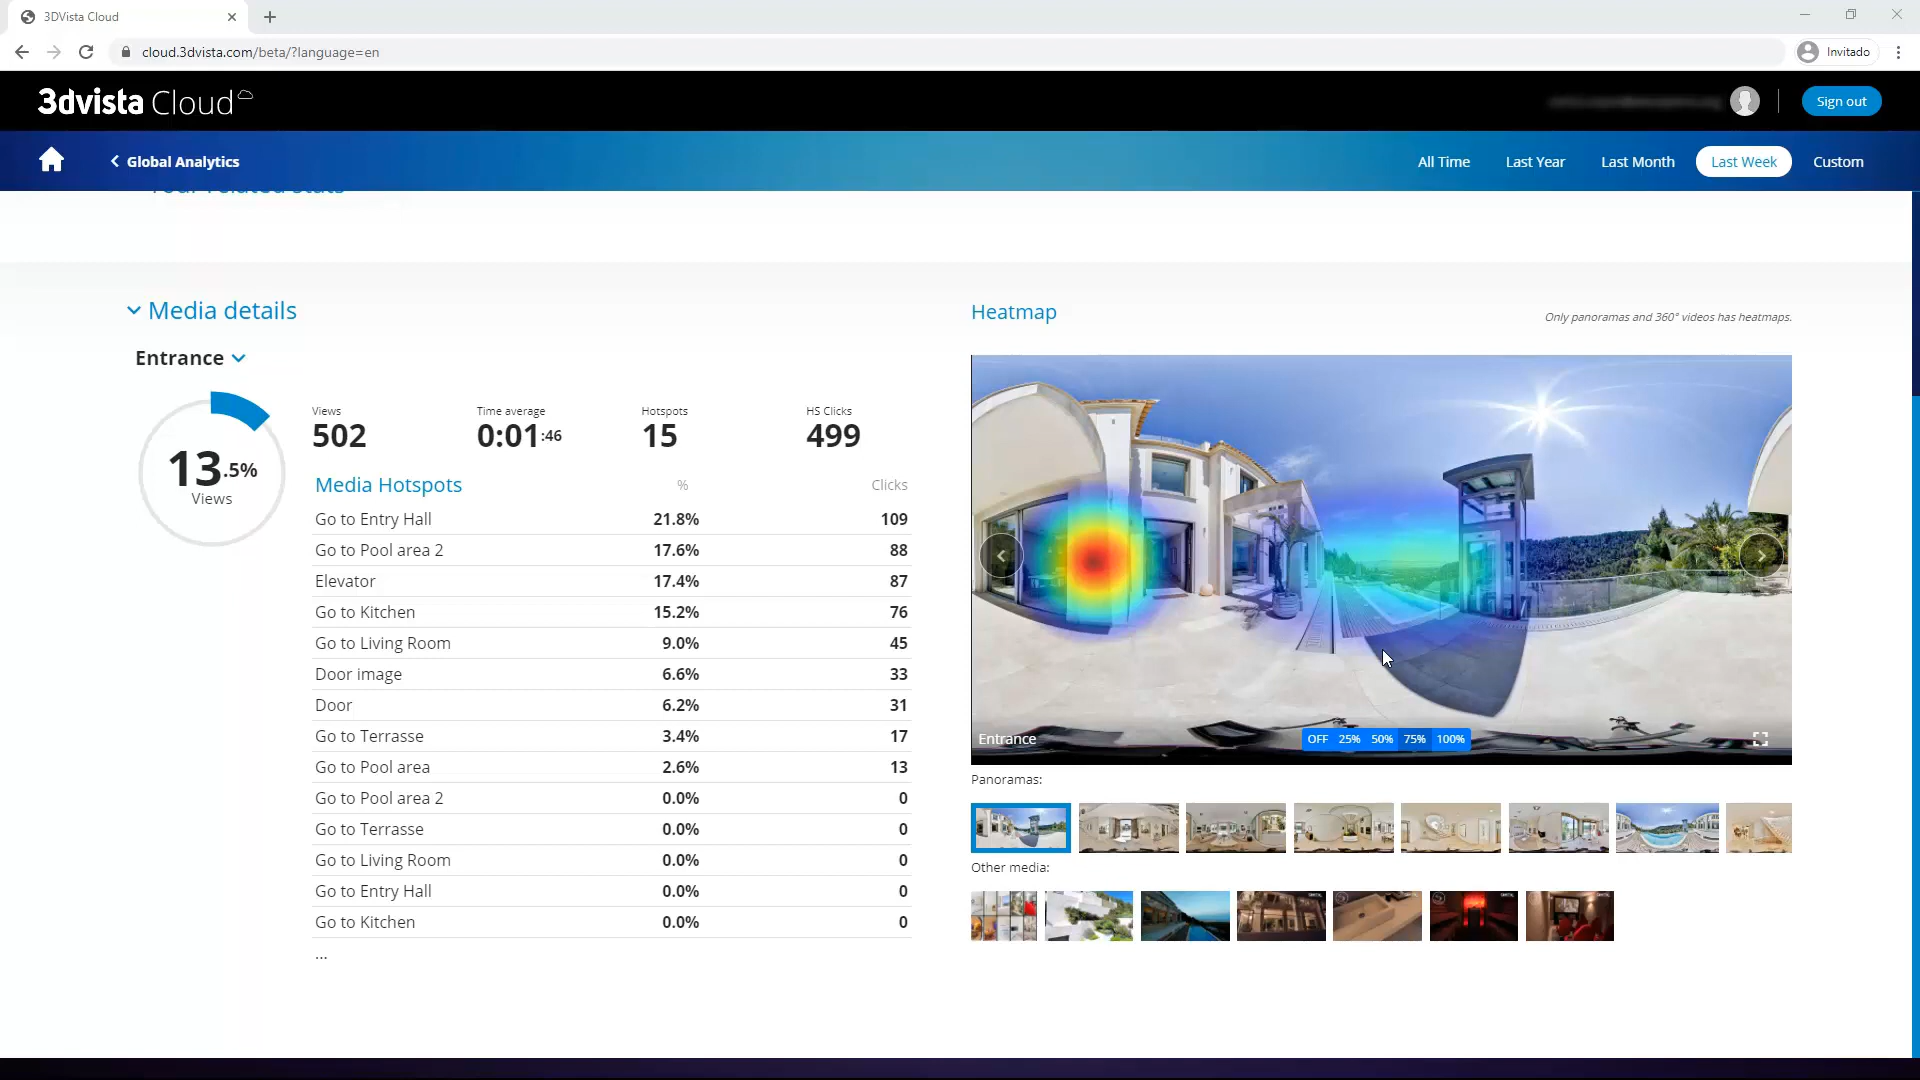 3DVista Cloud
cloud.3dvista.com/beta/?language=en
Invitado
3dvista Cloud
Sign out
Global Analytics
All Time
Last Year
Last Month
Last Week
Custom
Your related stats
Media details
Heatmap
Only panoramas and 360° videos has heatmaps.
Entrance
13.5%
Views
Views
502
Time average
0:01:46
Hotspots
15
HS Clicks
499
Media Hotspots % Clicks
Go to Entry Hall 21.8% 109
Go to Pool area 2 17.6% 88
Elevator 17.4% 87
Go to Kitchen 15.2% 76
Go to Living Room 9.0% 45
Door image 6.6% 33
Door 6.2% 31
Go to Terrasse 3.4% 17
Go to Pool area 2.6% 13
Go to Pool area 2 0.0% 0
Go to Terrasse 0.0% 0
Go to Living Room 0.0% 0
Go to Entry Hall 0.0% 0
Go to Kitchen 0.0% 0
...
Entrance
OFF 25% 50% 75% 100%
Panoramas:
Other media: